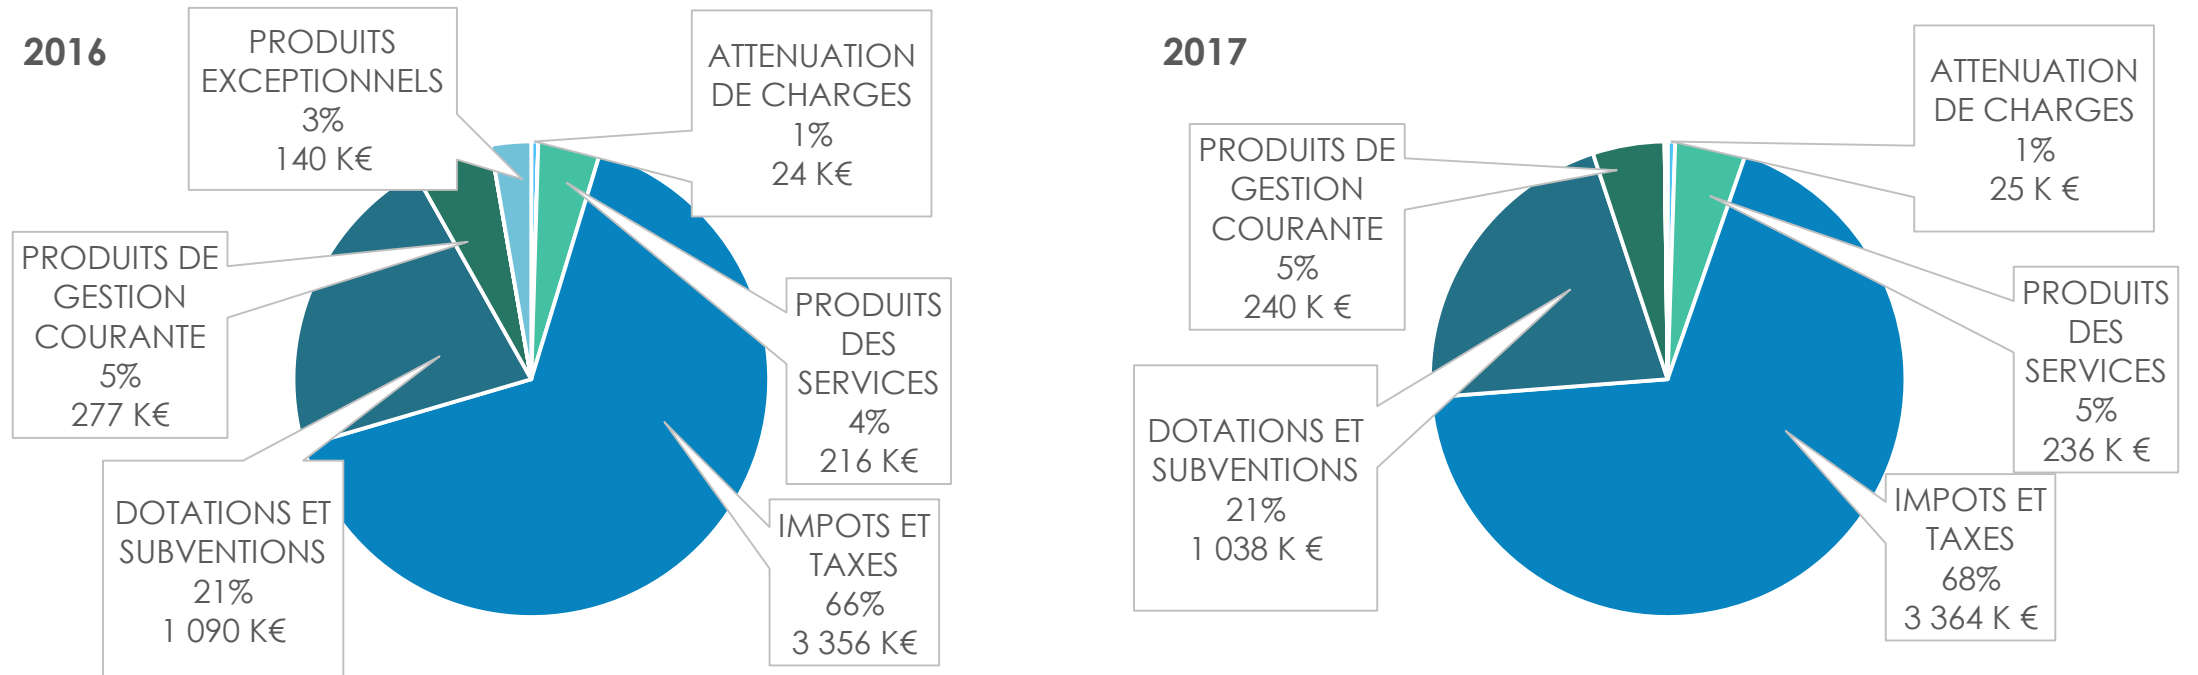 2016
PRODUITS
EXCEPTIONNELS
3%
140 K€
ATTENUATION
DE CHARGES
1%
24 K€
PRODUITS DE
GESTION
COURANTE
5%
277 K€
PRODUITS
DES
SERVICES
4%
216 K€
DOTATIONS ET
SUBVENTIONS
21%
1 090 K€
IMPOTS ET
TAXES
66%
3 356 K€
2017
ATTENUATION
DE CHARGES
1%
25 K €
PRODUITS DE
GESTION
COURANTE
5%
240 K €
PRODUITS
DES
SERVICES
5%
236 K €
DOTATIONS ET
SUBVENTIONS
21%
1 038 K €
IMPOTS ET
TAXES
68%
3 364 K €